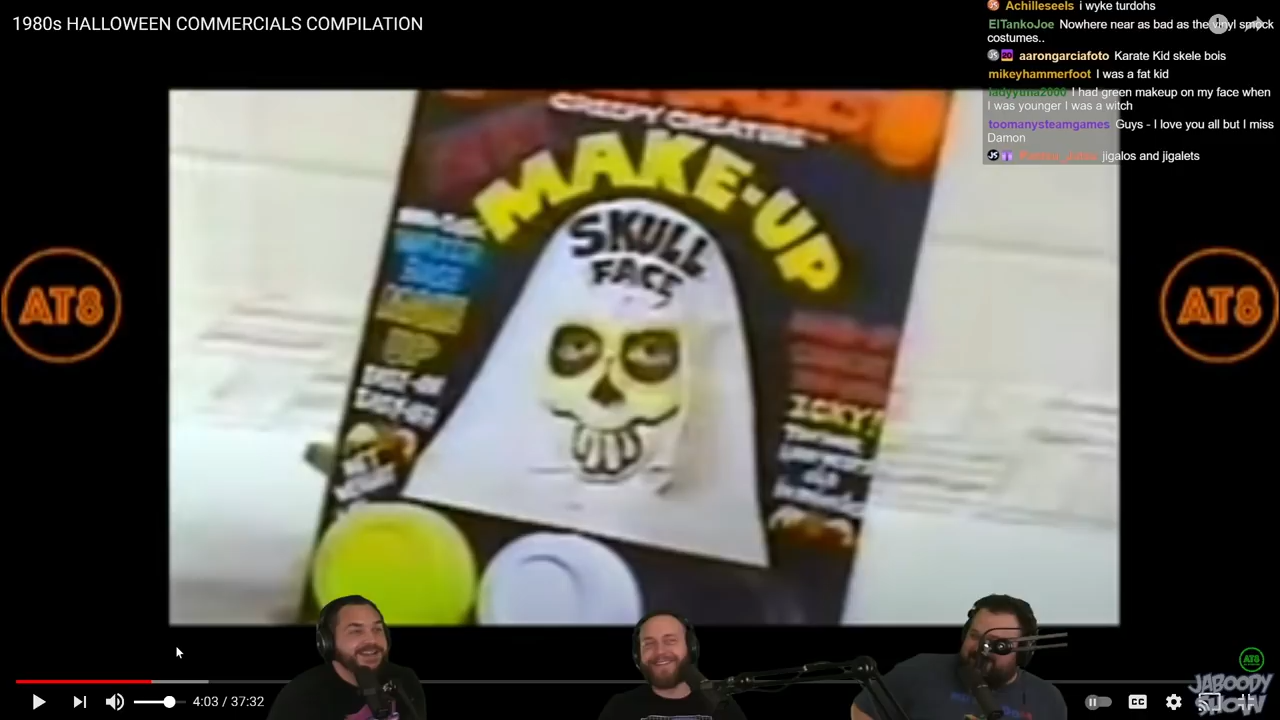 1980s HALLOWEEN COMMERCIALS COMPILATION
Achilleseels i wyke turdohs
ElTankoJoe Nowhere near as bad as the vinyl smock
costumes..
aarongarciafoto Karate Kid skele bois
mikeyhammerfoot I was a fat kid
I had green makeup on my face when
I was younger I was a witch
toomanysteamgames Guys - I love you all but I miss
Damon
jigalos and jigalets
CREEPY CREATURE
MAKE-UP
SKULL
FACE
AT8
AT8
AT8
JABOODY
SHOW
4:03 / 37:32
CC